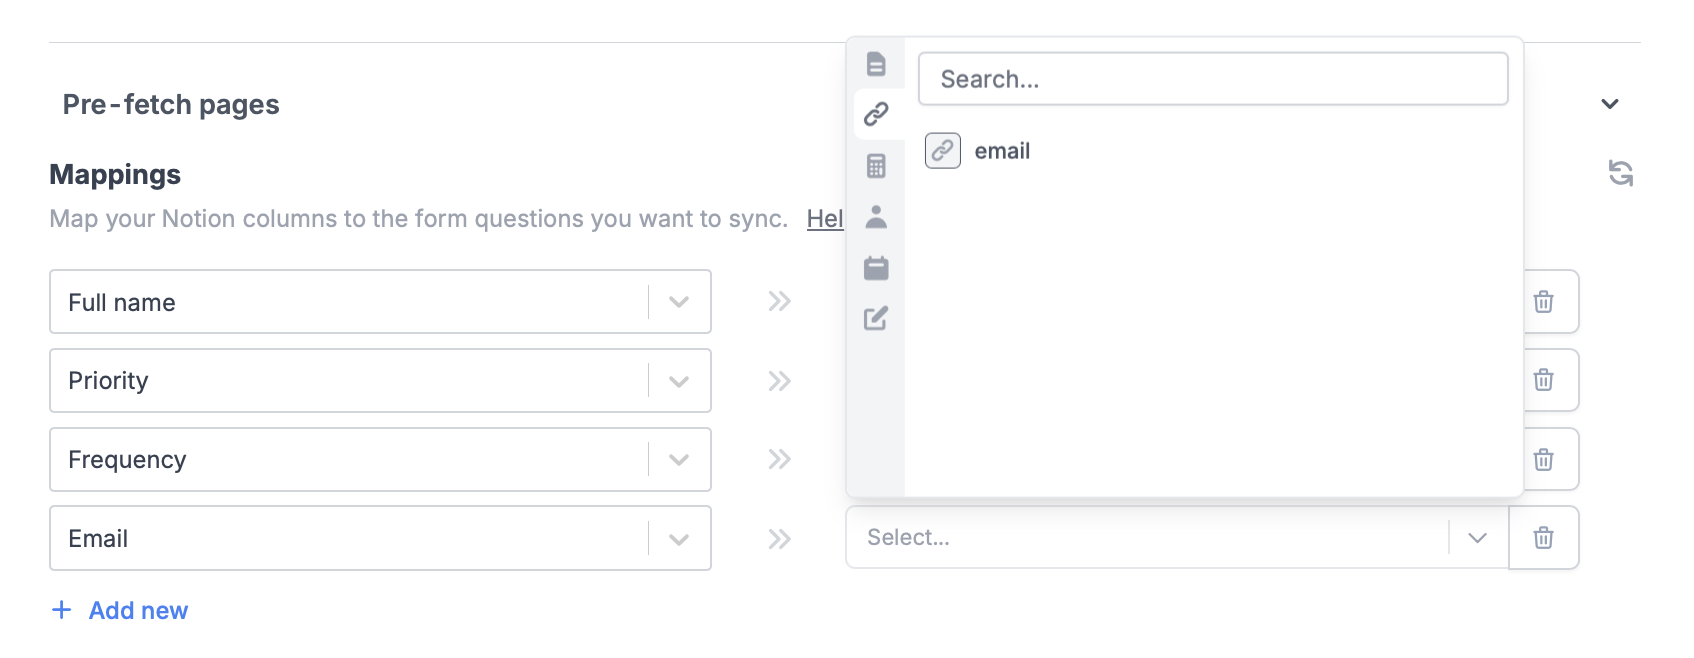 Search...
Pre-fetch pages
email
Mappings
Map your Notion columns to the form questions you want to sync. Hel
Full name
Priority
Frequency
Email
Select...
+ Add new